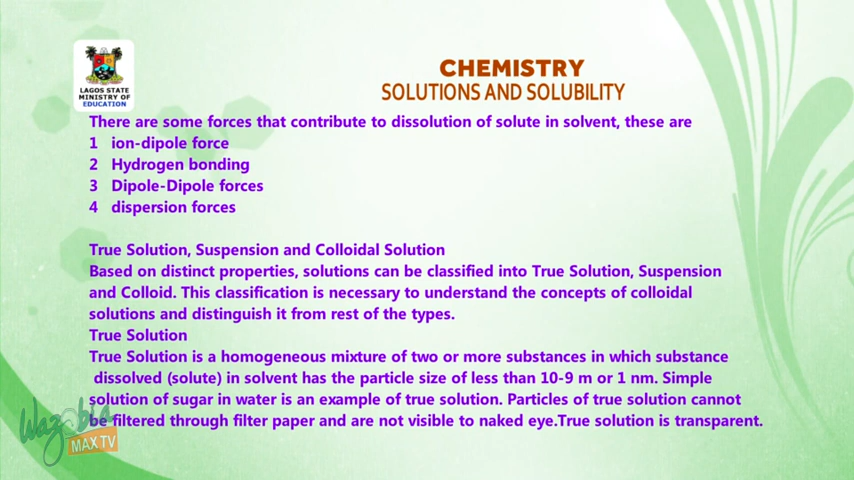 LAGOS STATE
MINISTRY OF
EDUCATION
CHEMISTRY
SOLUTIONS AND SOLUBILITY
There are some forces that contribute to dissolution of solute in solvent, these are
1 ion-dipole force
2 Hydrogen bonding
3 Dipole-Dipole forces
4 dispersion forces
True Solution, Suspension and Colloidal Solution
Based on distinct properties, solutions can be classified into True Solution, Suspension
and Colloid. This classification is necessary to understand the concepts of colloidal
solutions and distinguish it from rest of the types.
True Solution
True Solution is a homogeneous mixture of two or more substances in which substance
dissolved (solute) in solvent has the particle size of less than 10-9 m or 1 nm. Simple
solution of sugar in water is an example of true solution. Particles of true solution cannot
be filtered through filter paper and are not visible to naked eye.True solution is transparent.
Wazobia
MAX TV